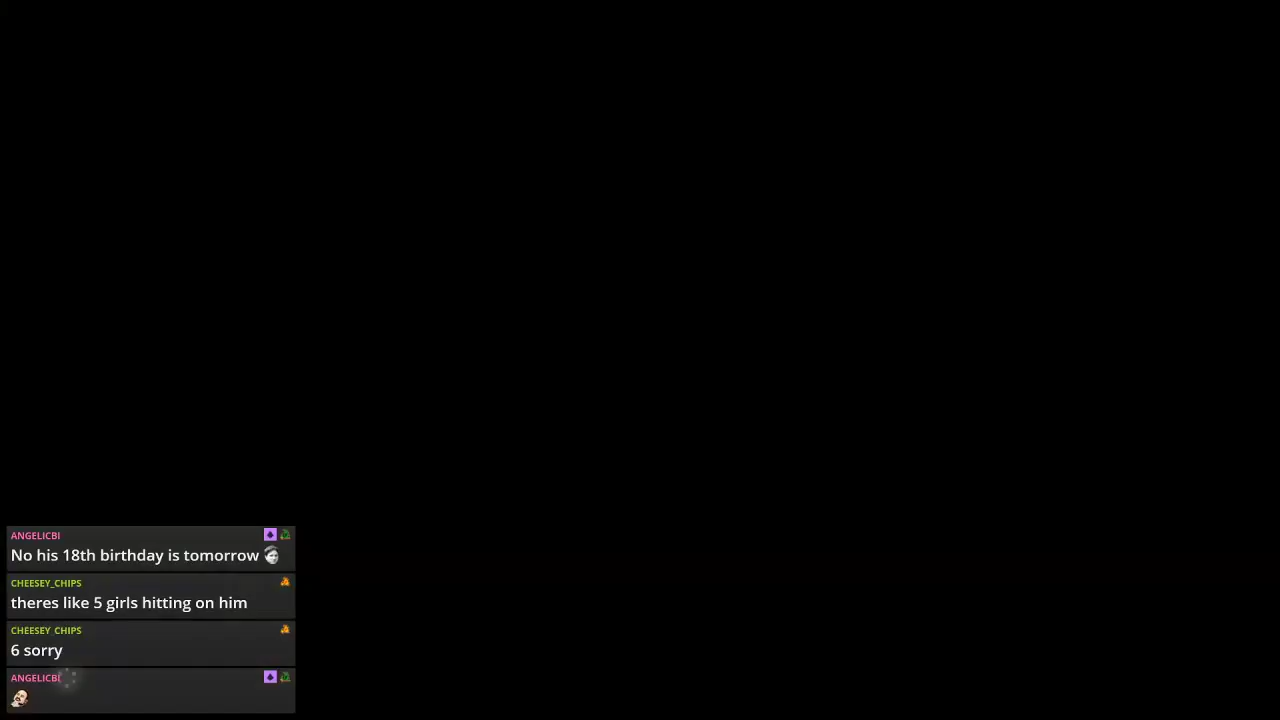 ANGELICBI
No his 18th birthday is tomorrow
CHEESEY_CHIPS
theres like 5 girls hitting on him
CHEESEY_CHIPS
6 sorry
ANGELICBI